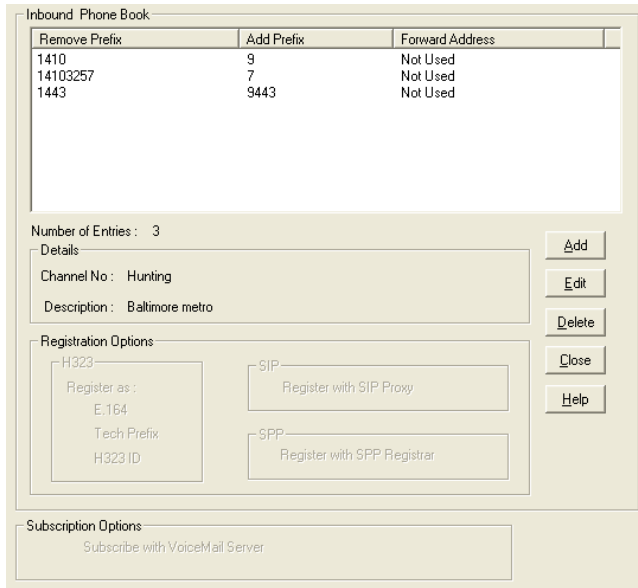 Inbound Phone Book
Remove Prefix Add Prefix Forward Address
1410 9 Not Used
14103257 7 Not Used
1443 9443 Not Used
Number of Entries : 3
Add
Details
Channel No : Hunting
Edit
Description : Baltimore metro
Delete
Registration Options
Close
H323
SIP
Register as :
Register with SIP Proxy
Help
E.164
Tech Prefix
SPP
H323 ID
Register with SPP Registrar
Subscription Options
Subscribe with VoiceMail Server